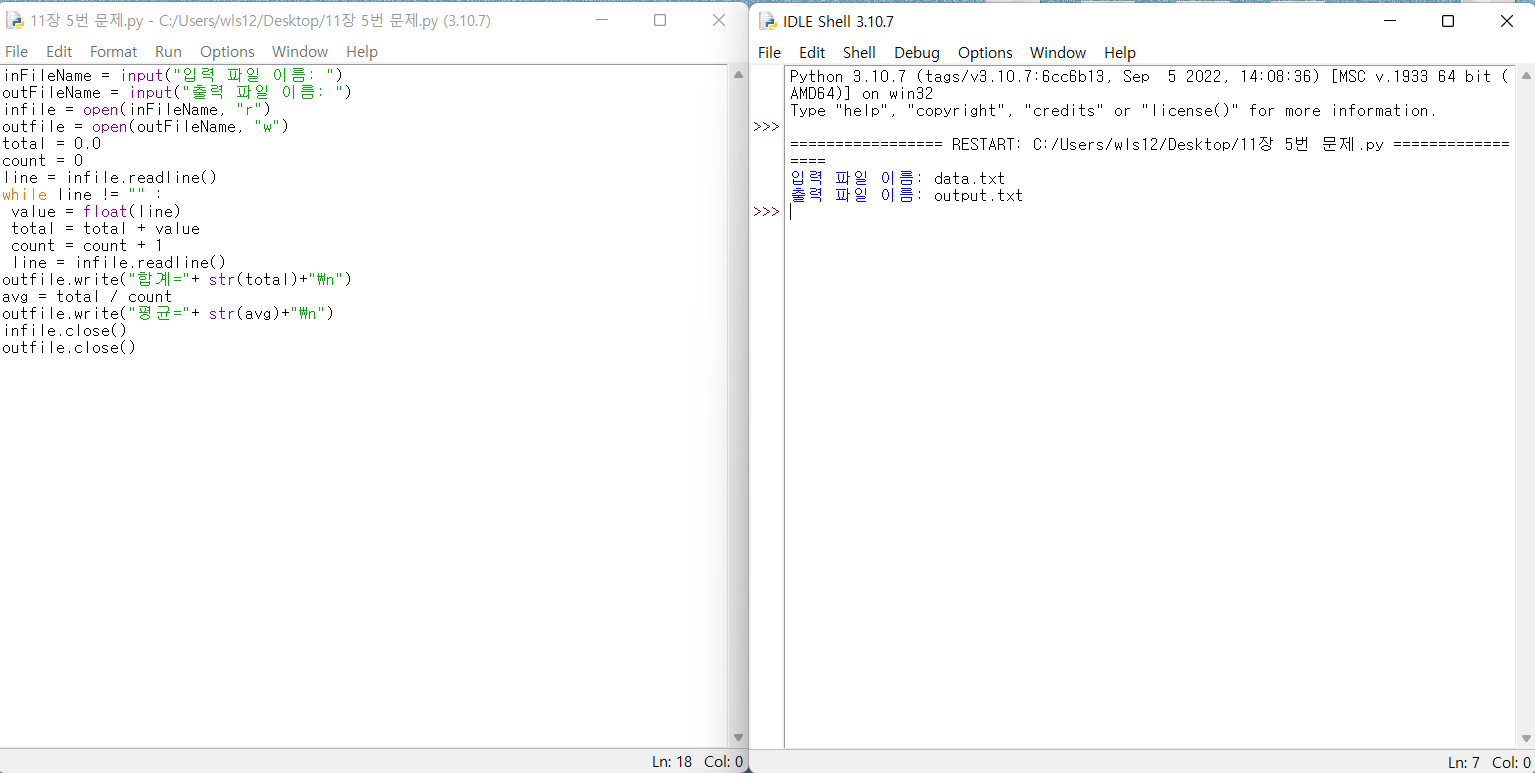 11장 5번 문제.py - C:/Users/wls12/Desktop/11장 5번 문제.py (3.10.7)
File Edit Format Run Options Window Help
inFileName = input("입력 파일 이름: ")
outFileName = input("출력 파일 이름: ")
infile = open(inFileName, "r")
outfile = open(outFileName, "w")
total = 0.0
count = 0
line = infile.readline()
while line != "" :
 value = float(line)
 total = total + value
 count = count + 1
 line = infile.readline()
outfile.write("합계="+ str(total)+"₩n")
avg = total / count
outfile.write("평균="+ str(avg)+"₩n")
infile.close()
outfile.close()
Ln: 18 Col: 0
IDLE Shell 3.10.7
File Edit Shell Debug Options Window Help
Python 3.10.7 (tags/v3.10.7:6cc6b13, Sep  5 2022, 14:08:36) [MSC v.1933 64 bit (
AMD64)] on win32
Type "help", "copyright", "credits" or "license()" for more information.
>>>
================= RESTART: C:/Users/wls12/Desktop/11장 5번 문제.py =============
====
입력 파일 이름: data.txt
출력 파일 이름: output.txt
>>>
Ln: 7 Col: 0